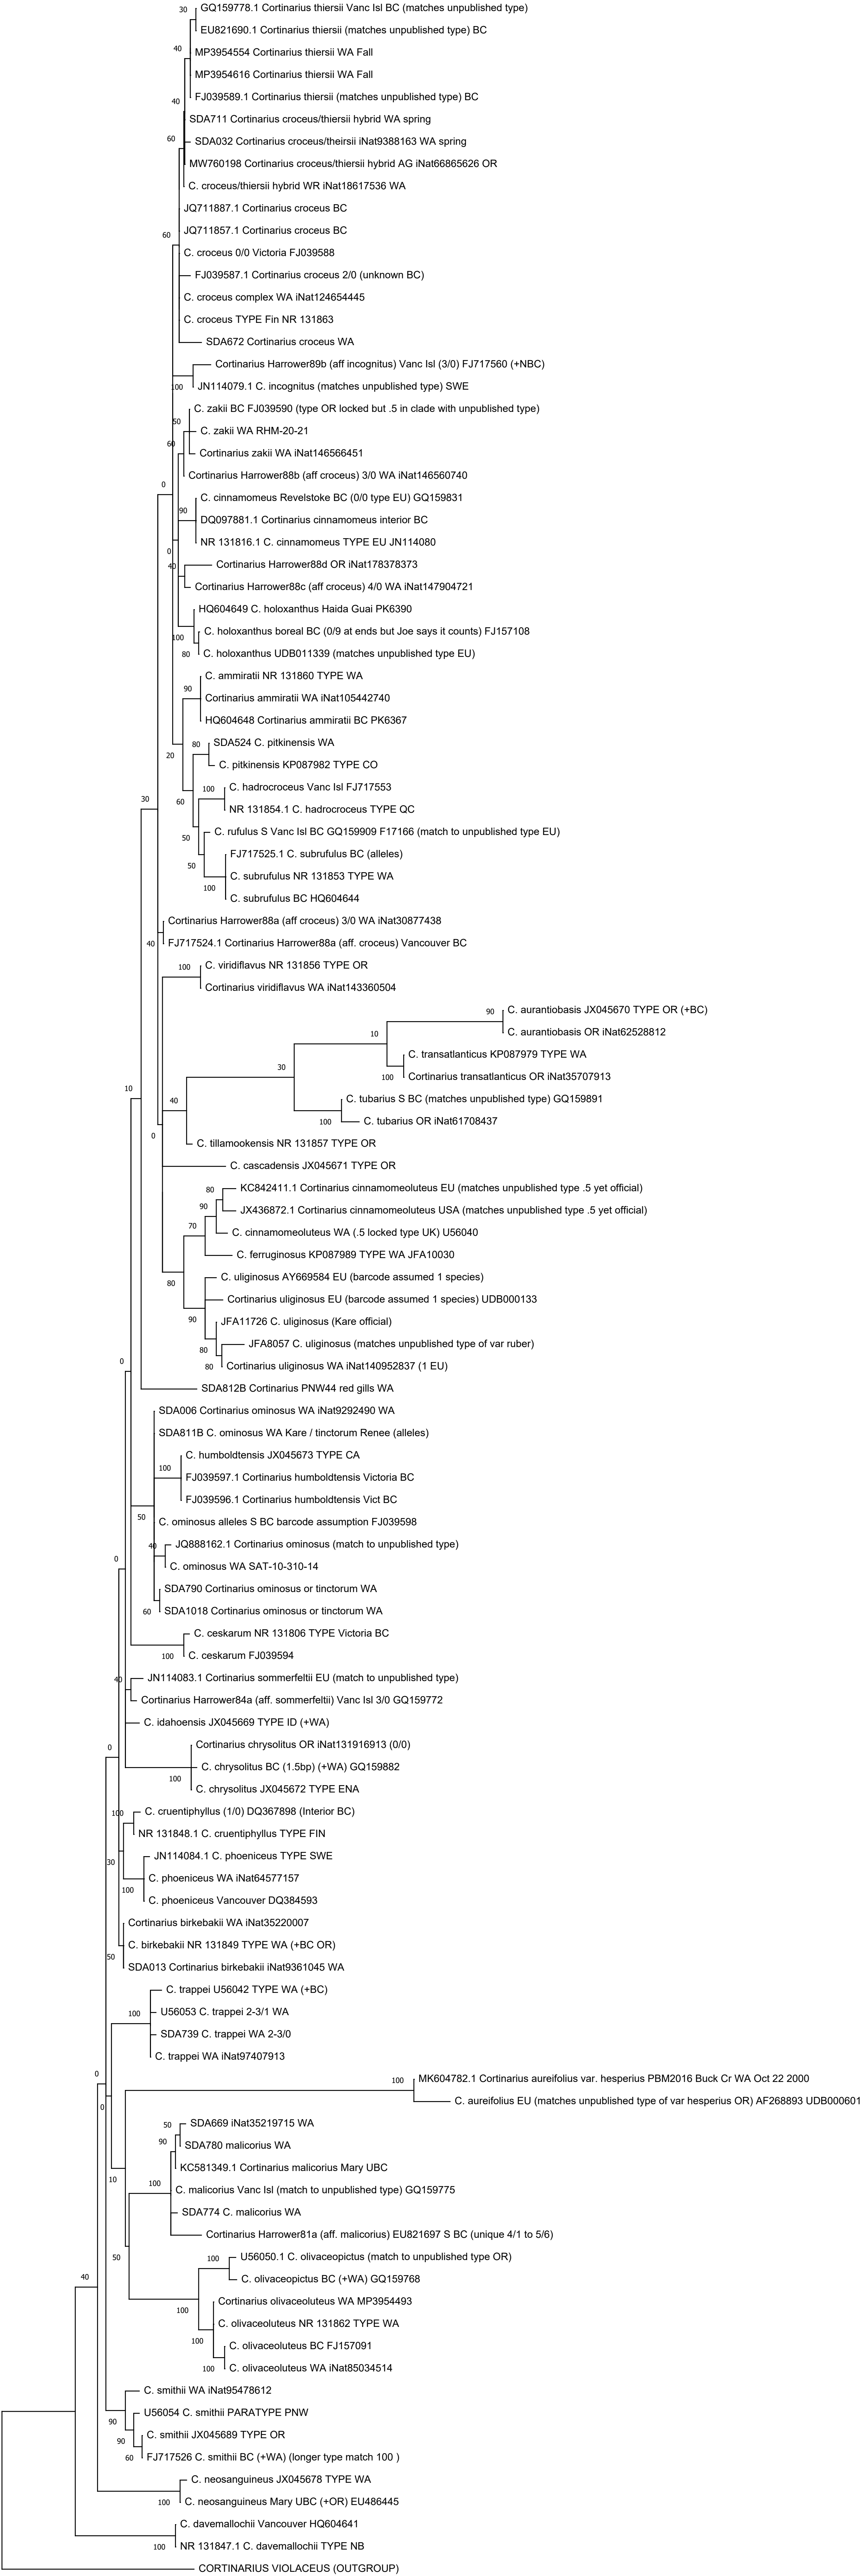 30
GQ159778.1 Cortinarius thiersii Vanc Isl BC (matches unpublished type)
EU821690.1 Cortinarius thiersii (matches unpublished type) BC
40
MP3954554 Cortinarius thiersii WA Fall
MP3954616 Cortinarius thiersii WA Fall
FJ039589.1 Cortinarius thiersii (matches unpublished type) BC
40
SDA711 Cortinarius croceus/thiersii hybrid WA spring
60
SDA032 Cortinarius croceus/theirsii iNat9388163 WA spring
MW760198 Cortinarius croceus/thiersii hybrid AG iNat66865626 OR
C. croceus/thiersii hybrid WR iNat18617536 WA
JQ711887.1 Cortinarius croceus BC
JQ711857.1 Cortinarius croceus BC
60
C. croceus 0/0 Victoria FJ039588
FJ039587.1 Cortinarius croceus 2/0 (unknown BC)
C. croceus complex WA iNat124654445
C. croceus TYPE Fin NR 131863
SDA672 Cortinarius croceus WA
Cortinarius Harrower89b (aff incognitus) Vanc Isl (3/0) FJ717560 (+NBC)
100
JN114079.1 C. incognitus (matches unpublished type) SWE
C. zakii BC FJ039590 (type OR locked but .5 in clade with unpublished type)
50
C. zakii WA RHM-20-21
60
Cortinarius zakii WA iNat146566451
Cortinarius Harrower88b (aff croceus) 3/0 WA iNat146560740
0
C. cinnamomeus Revelstoke BC (0/0 type EU) GQ159831
90
DQ097881.1 Cortinarius cinnamomeus interior BC
NR 131816.1 C. cinnamomeus TYPE EU JN114080
0
40
Cortinarius Harrower88d OR iNat178378373
Cortinarius Harrower88c (aff croceus) 4/0 WA iNat147904721
HQ604649 C. holoxanthus Haida Guai PK6390
100
C. holoxanthus boreal BC (0/9 at ends but Joe says it counts) FJ157108
80
C. holoxanthus UDB011339 (matches unpublished type EU)
C. ammiratii NR 131860 TYPE WA
90
Cortinarius ammiratii WA iNat105442740
HQ604648 Cortinarius ammiratii BC PK6367
80
SDA524 C. pitkinensis WA
20
C. pitkinensis KP087982 TYPE CO
100
C. hadrocroceus Vanc Isl FJ717553
30
60
NR 131854.1 C. hadrocroceus TYPE QC
C. rufulus S Vanc Isl BC GQ159909 F17166 (match to unpublished type EU)
50
FJ717525.1 C. subrufulus BC (alleles)
50
C. subrufulus NR 131853 TYPE WA
100
C. subrufulus BC HQ604644
Cortinarius Harrower88a (aff croceus) 3/0 WA iNat30877438
40
FJ717524.1 Cortinarius Harrower88a (aff. croceus) Vancouver BC
100
C. viridiflavus NR 131856 TYPE OR
Cortinarius viridiflavus WA iNat143360504
90
C. aurantiobasis JX045670 TYPE OR (+BC)
C. aurantiobasis OR iNat62528812
10
C. transatlanticus KP087979 TYPE WA
30
100
Cortinarius transatlanticus OR iNat35707913
10
40
C. tubarius S BC (matches unpublished type) GQ159891
100
C. tubarius OR iNat61708437
0
C. tillamookensis NR 131857 TYPE OR
C. cascadensis JX045671 TYPE OR
80
KC842411.1 Cortinarius cinnamomeoluteus EU (matches unpublished type .5 yet official)
90
JX436872.1 Cortinarius cinnamomeoluteus USA (matches unpublished type .5 yet official)
70
C. cinnamomeoluteus WA (.5 locked type UK) U56040
C. ferruginosus KP087989 TYPE WA JFA10030
80
C. uliginosus AY669584 EU (barcode assumed 1 species)
Cortinarius uliginosus EU (barcode assumed 1 species) UDB000133
90
JFA11726 C. uliginosus (Kare official)
80
JFA8057 C. uliginosus (matches unpublished type of var ruber)
0
80
Cortinarius uliginosus WA iNat140952837 (1 EU)
SDA812B Cortinarius PNW44 red gills WA
SDA006 Cortinarius ominosus WA iNat9292490 WA
SDA811B C. ominosus WA Kare / tinctorum Renee (alleles)
C. humboldtensis JX045673 TYPE CA
100
FJ039597.1 Cortinarius humboldtensis Victoria BC
FJ039596.1 Cortinarius humboldtensis Vict BC
50
C. ominosus alleles S BC barcode assumption FJ039598
40
JQ888162.1 Cortinarius ominosus (match to unpublished type)
0
C. ominosus WA SAT-10-310-14
SDA790 Cortinarius ominosus or tinctorum WA
60
SDA1018 Cortinarius ominosus or tinctorum WA
C. ceskarum NR 131806 TYPE Victoria BC
100
C. ceskarum FJ039594
40
JN114083.1 Cortinarius sommerfeltii EU (match to unpublished type)
Cortinarius Harrower84a (aff. sommerfeltii) Vanc Isl 3/0 GQ159772
C. idahoensis JX045669 TYPE ID (+WA)
0
Cortinarius chrysolitus OR iNat131916913 (0/0)
C. chrysolitus BC (1.5bp) (+WA) GQ159882
100
C. chrysolitus JX045672 TYPE ENA
100
C. cruentiphyllus (1/0) DQ367898 (Interior BC)
NR 131848.1 C. cruentiphyllus TYPE FIN
30
JN114084.1 C. phoeniceus TYPE SWE
C. phoeniceus WA iNat64577157
100
C. phoeniceus Vancouver DQ384593
Cortinarius birkebakii WA iNat35220007
C. birkebakii NR 131849 TYPE WA (+BC OR)
50
SDA013 Cortinarius birkebakii iNat9361045 WA
C. trappei U56042 TYPE WA (+BC)
100
U56053 C. trappei 2-3/1 WA
SDA739 C. trappei WA 2-3/0
C. trappei WA iNat97407913
0
100
MK604782.1 Cortinarius aureifolius var. hesperius PBM2016 Buck Cr WA Oct 22 2000
0
C. aureifolius EU (matches unpublished type of var hesperius OR) AF268893 UDB000601
50
SDA669 iNat35219715 WA
90
SDA780 malicorius WA
KC581349.1 Cortinarius malicorius Mary UBC
10
100
C. malicorius Vanc Isl (match to unpublished type) GQ159775
SDA774 C. malicorius WA
Cortinarius Harrower81a (aff. malicorius) EU821697 S BC (unique 4/1 to 5/6)
50
100
U56050.1 C. olivaceopictus (match to unpublished type OR)
40
C. olivaceopictus BC (+WA) GQ159768
100
Cortinarius olivaceoluteus WA MP3954493
C. olivaceoluteus NR 131862 TYPE WA
100
C. olivaceoluteus BC FJ157091
100
C. olivaceoluteus WA iNat85034514
C. smithii WA iNat95478612
90
U56054 C. smithii PARATYPE PNW
90
C. smithii JX045689 TYPE OR
60
FJ717526 C. smithii BC (+WA) (longer type match 100 )
C. neosanguineus JX045678 TYPE WA
100
C. neosanguineus Mary UBC (+OR) EU486445
C. davemallochii Vancouver HQ604641
100
NR 131847.1 C. davemallochii TYPE NB
CORTINARIUS VIOLACEUS (OUTGROUP)